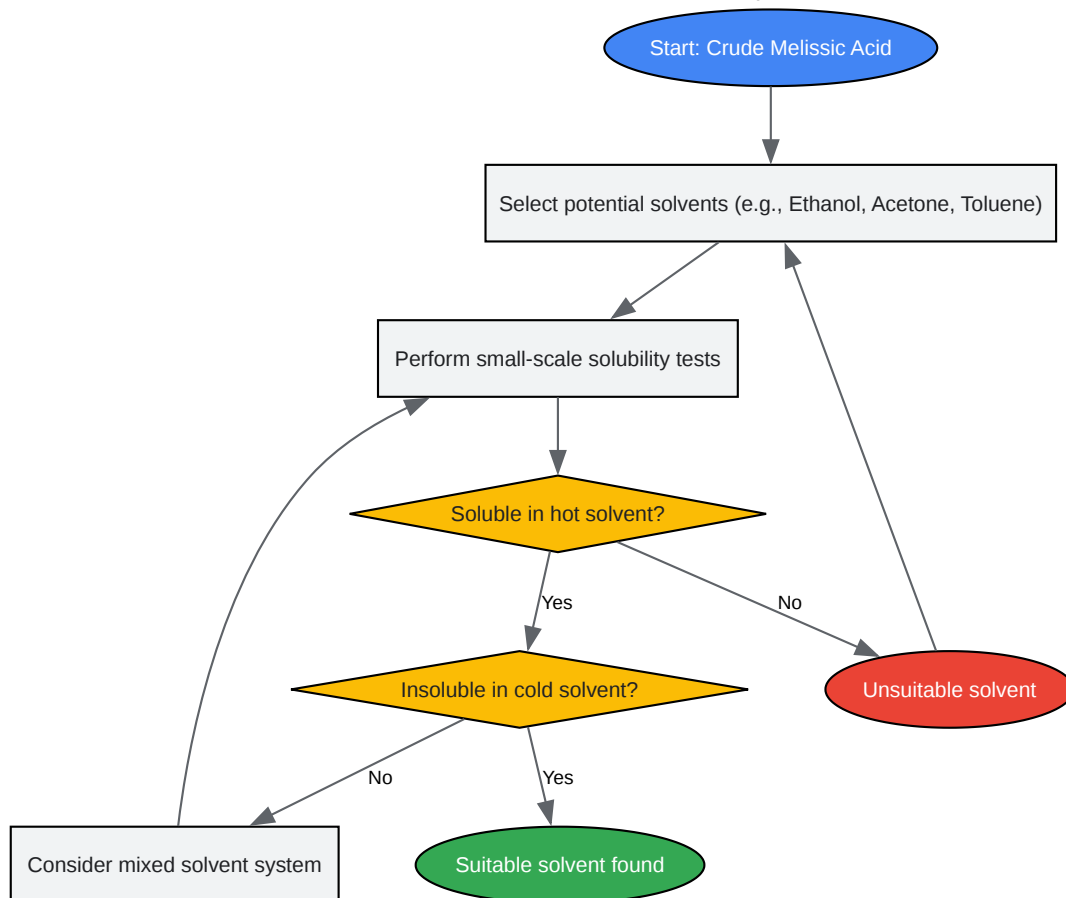 Start: Crude Melissic Acid
Select potential solvents (e.g., Ethanol, Acetone, Toluene)
Perform small-scale solubility tests
Soluble in hot solvent?
Yes
No
Insoluble in cold solvent?
Unsuitable solvent
No
Yes
Consider mixed solvent system
Suitable solvent found